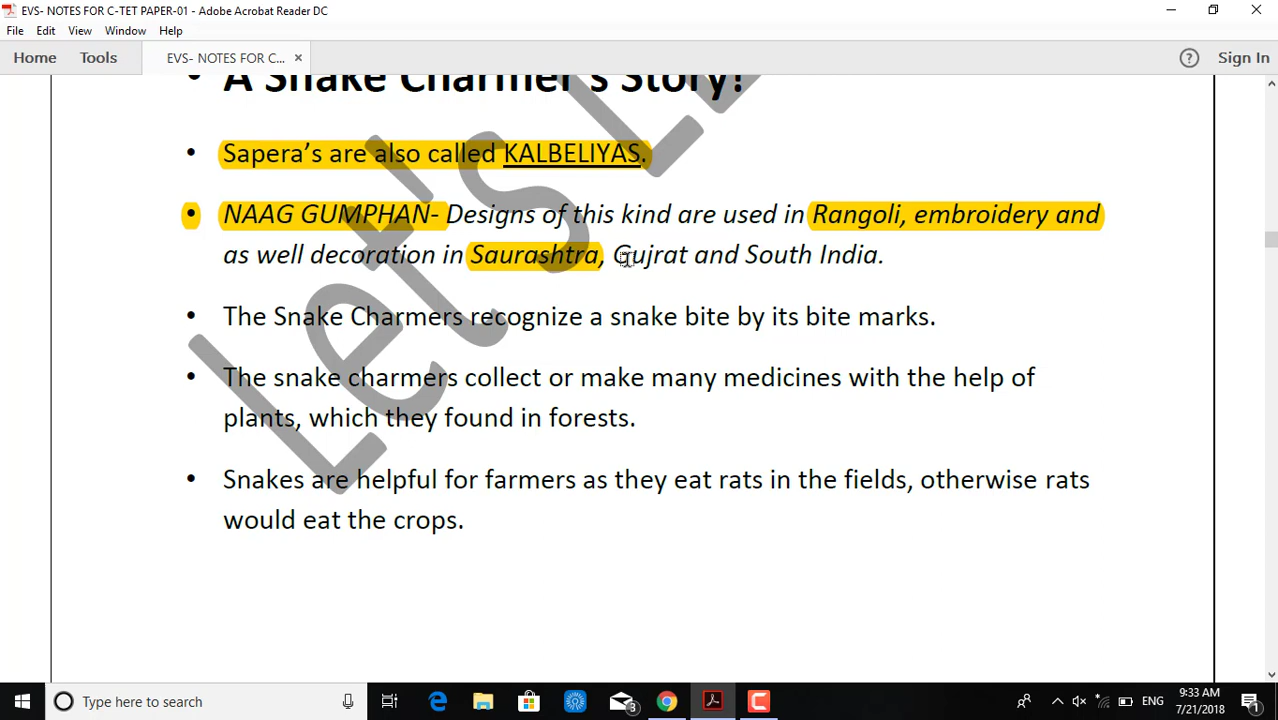 EVS- NOTES FOR C-TET PAPER-01 - Adobe Acrobat Reader DC
File Edit View Window Help
Home Tools EVS- NOTES FOR C... × ? Sign In
• A Snake Charmer's Story!
• Sapera's are also called KALBELIYAS.
• NAAG GUMPHAN- Designs of this kind are used in Rangoli, embroidery and
as well decoration in Saurashtra, Gujrat and South India.
• The Snake Charmers recognize a snake bite by its bite marks.
• The snake charmers collect or make many medicines with the help of
plants, which they found in forests.
• Snakes are helpful for farmers as they eat rats in the fields, otherwise rats
would eat the crops.
Let's L
Type here to search
3
ENG
9:33 AM
7/21/2018
1